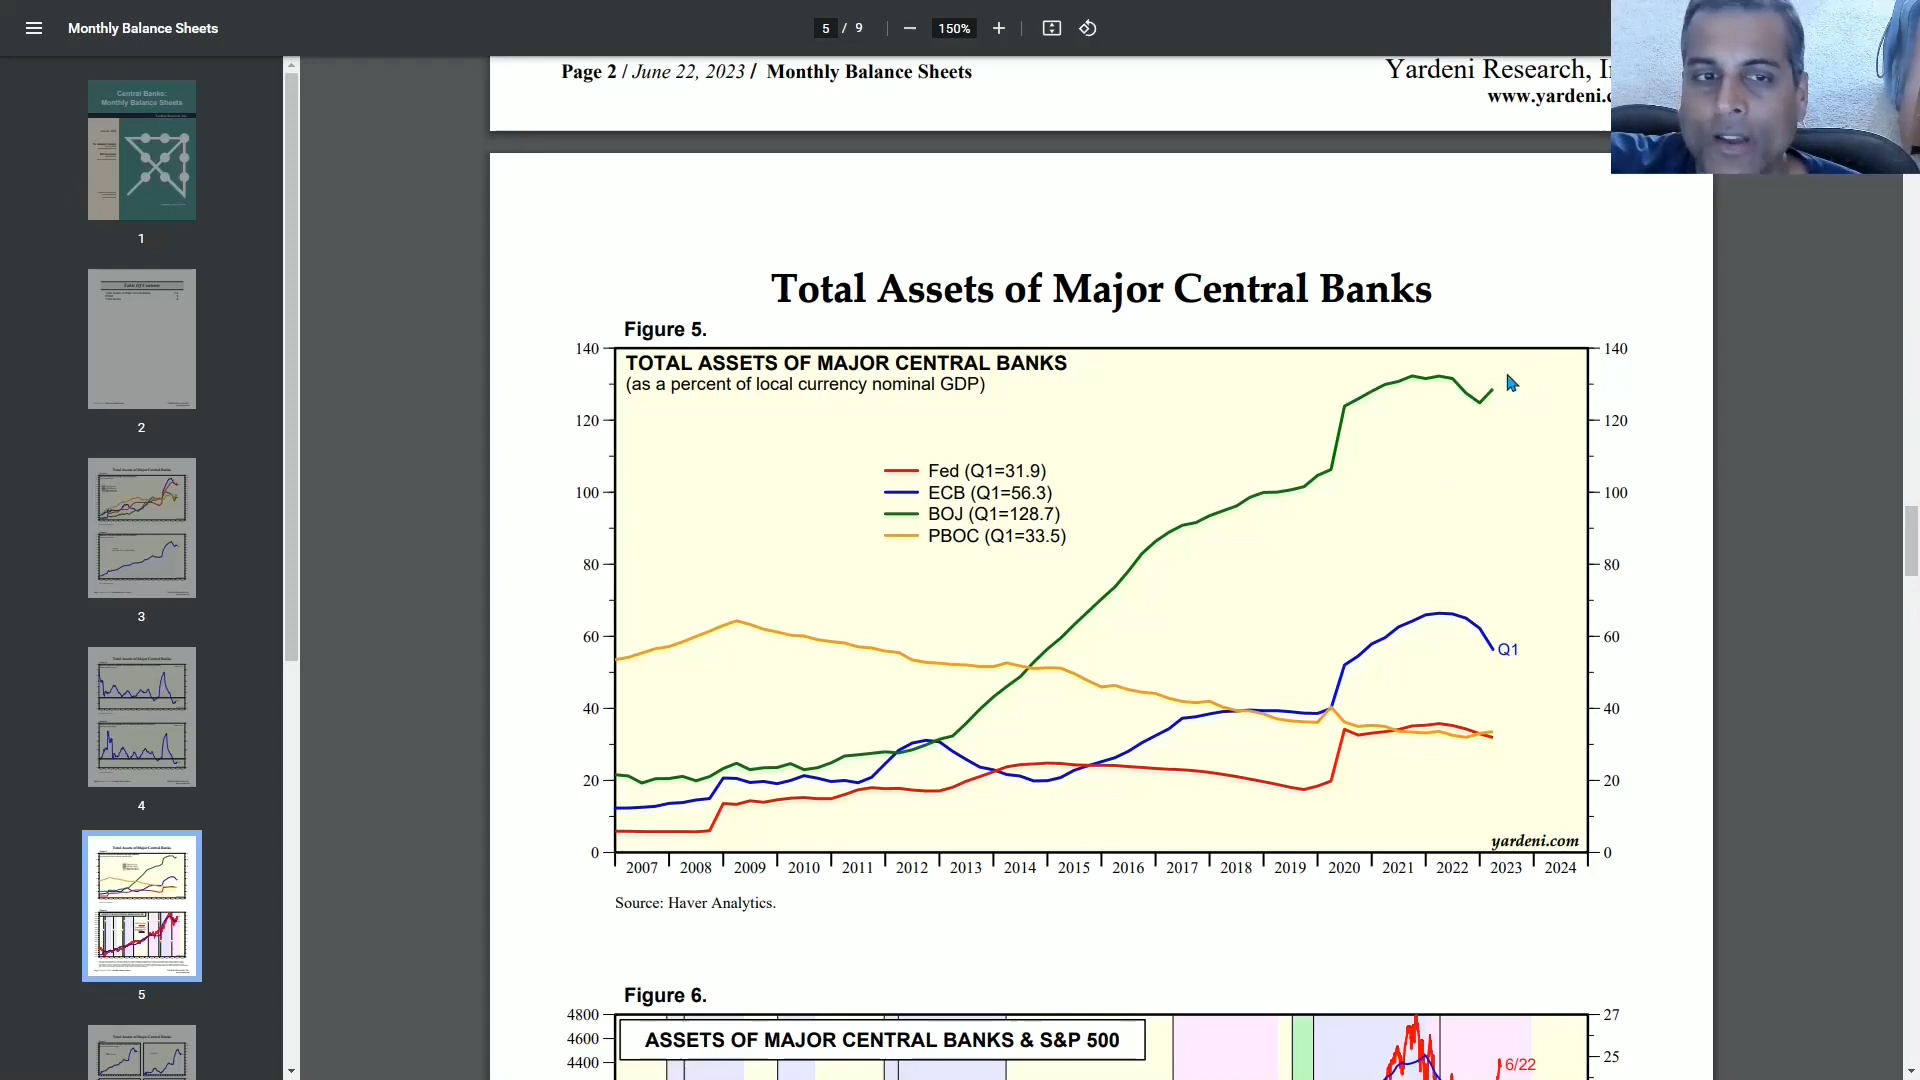 Monthly Balance Sheets
5 / 9
150%
Page 2 / June 22, 2023 / Monthly Balance Sheets
Yardeni Research,
www.yardeni.
Central Banks:
Monthly Balance Sheets
1
2
3
4
5
Total Assets of Major Central Banks
Figure 5.
TOTAL ASSETS OF MAJOR CENTRAL BANKS
(as a percent of local currency nominal GDP)
Fed (Q1=31.9)
ECB (Q1=56.3)
BOJ (Q1=128.7)
PBOC (Q1=33.5)
140 140
120 120
100 100
80 80
60 60
Q1
40 40
20 20
0 0
yardeni.com
2007 2008 2009 2010 2011 2012 2013 2014 2015 2016 2017 2018 2019 2020 2021 2022 2023 2024
Source: Haver Analytics.
Figure 6.
4800 27
ASSETS OF MAJOR CENTRAL BANKS & S&P 500
4600
4400 25
6/22